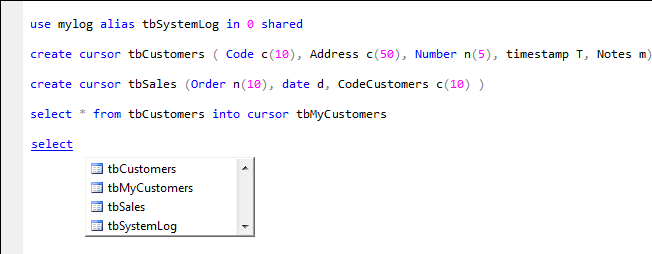 use mylog alias tbSystemLog in 0 shared
create cursor tbCustomers ( Code c(10), Address c(50), Number n(5), timestamp T, Notes m)
create cursor tbSales (Order n(10), date d, CodeCustomers c(10) )
select * from tbCustomers into cursor tbMyCustomers
select
tbCustomers
tbMyCustomers
tbSales
tbSystemLog